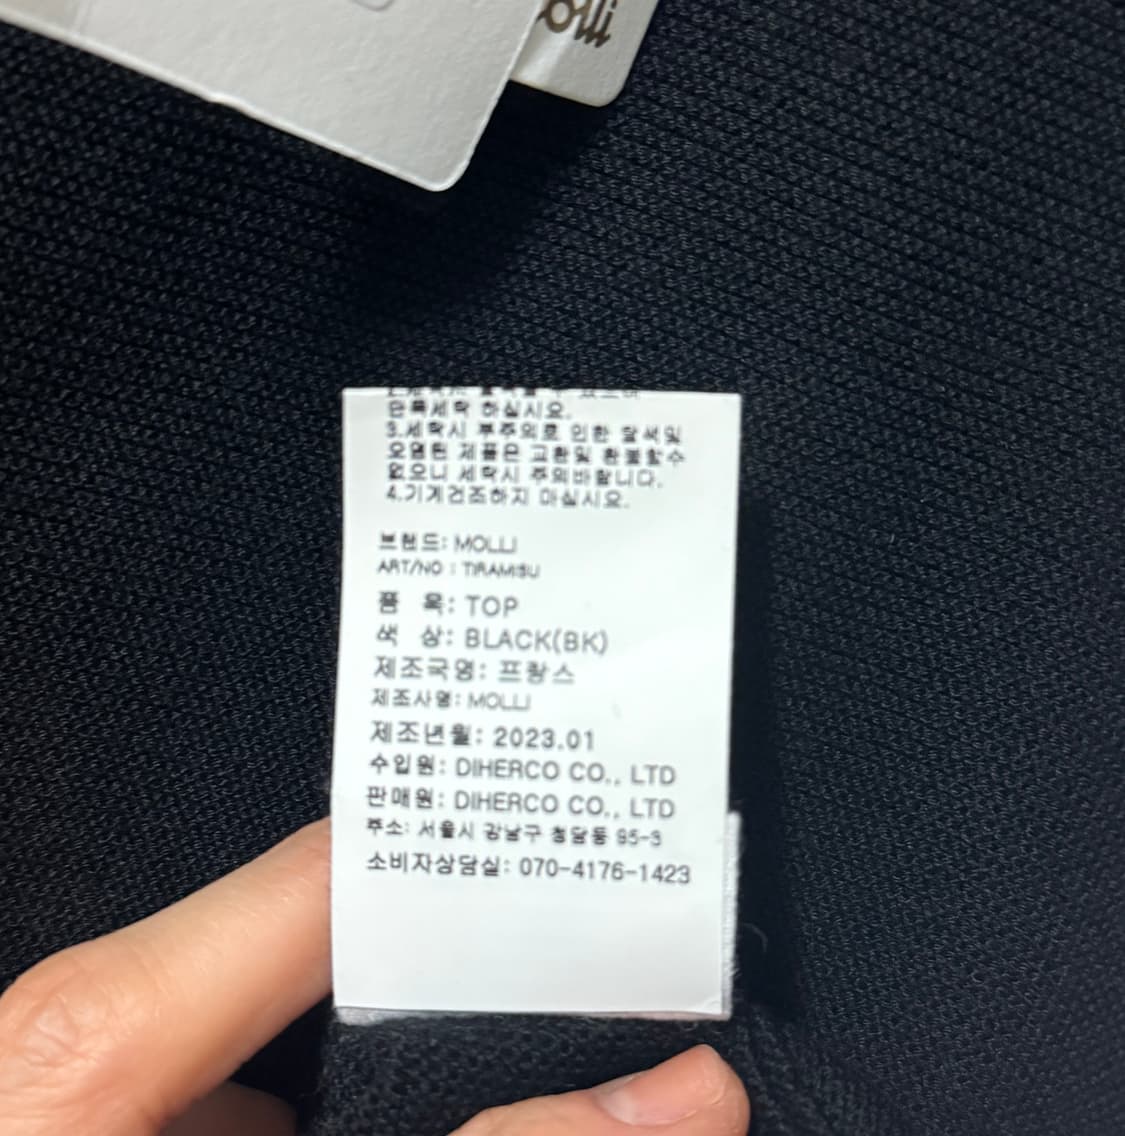 olli
단독세탁 하십시요.
3.세탁시 부주의로 인한 탈색및
오염된 제품은 교환및 환불할수
없으니 세탁시 주의바랍니다.
4.기계건조하지 마십시요.
브랜드: MOLLI
ART/NO : TIRAMISU
품 목: TOP
색 상: BLACK(BK)
제조국명: 프랑스
제조사명: MOLLI
제조년월: 2023.01
수입원: DIHERCO CO., LTD
판매원: DIHERCO CO., LTD
주소: 서울시 강남구 청담동 95-3
소비자상담실: 070-4176-1423